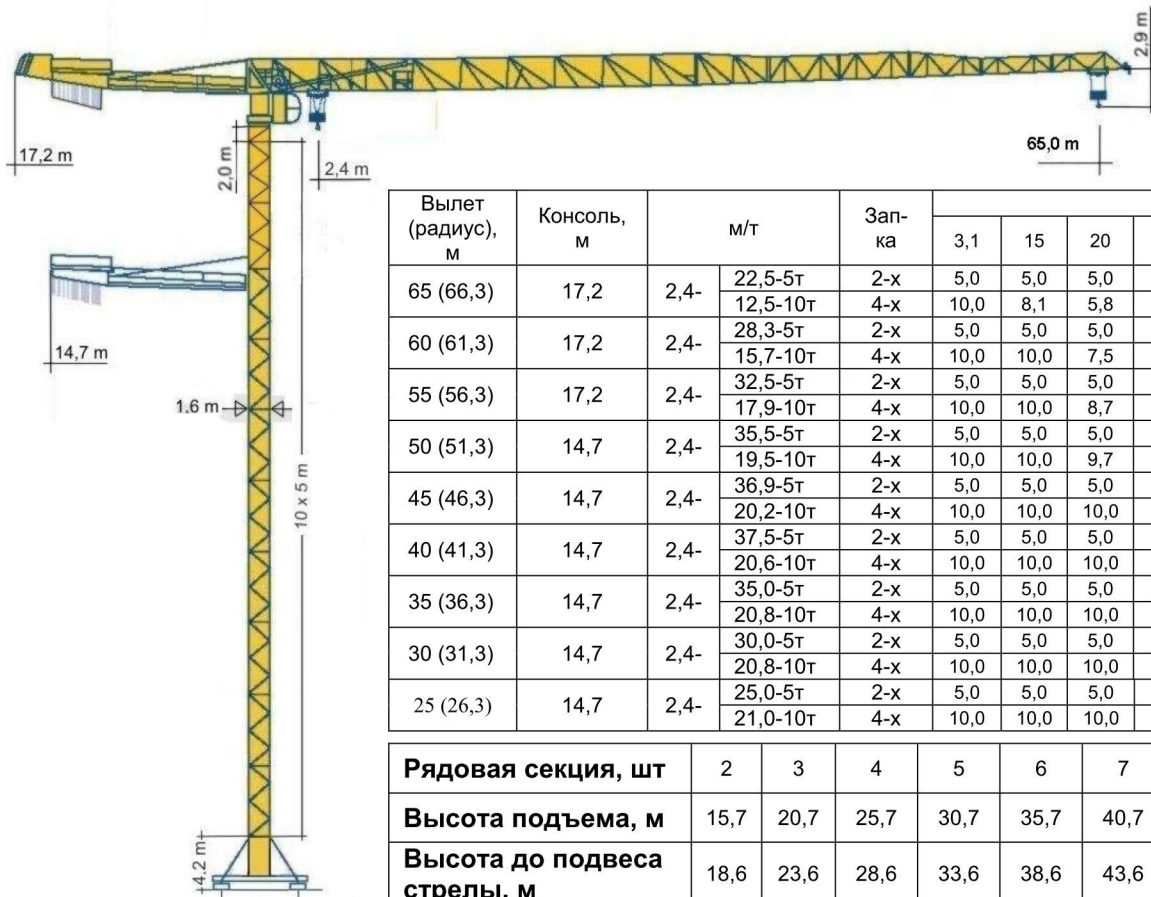 2,9 m
17,2 m
2,0 m
2,4 m
65,0 m
14,7 m
1.6 m
10 x 5 m
4.2 m
Вылет (радиус), м Консоль, м м/т Зап-ка 3,1 15 20
65 (66,3) 17,2 2,4- 22,5-5т 2-х 5,0 5,0 5,0
12,5-10т 4-х 10,0 8,1 5,8
60 (61,3) 17,2 2,4- 28,3-5т 2-х 5,0 5,0 5,0
15,7-10т 4-х 10,0 10,0 7,5
55 (56,3) 17,2 2,4- 32,5-5т 2-х 5,0 5,0 5,0
17,9-10т 4-х 10,0 10,0 8,7
50 (51,3) 14,7 2,4- 35,5-5т 2-х 5,0 5,0 5,0
19,5-10т 4-х 10,0 10,0 9,7
45 (46,3) 14,7 2,4- 36,9-5т 2-х 5,0 5,0 5,0
20,2-10т 4-х 10,0 10,0 10,0
40 (41,3) 14,7 2,4- 37,5-5т 2-х 5,0 5,0 5,0
20,6-10т 4-х 10,0 10,0 10,0
35 (36,3) 14,7 2,4- 35,0-5т 2-х 5,0 5,0 5,0
20,8-10т 4-х 10,0 10,0 10,0
30 (31,3) 14,7 2,4- 30,0-5т 2-х 5,0 5,0 5,0
20,8-10т 4-х 10,0 10,0 10,0
25 (26,3) 14,7 2,4- 25,0-5т 2-х 5,0 5,0 5,0
21,0-10т 4-х 10,0 10,0 10,0
Рядовая секция, шт 2 3 4 5 6 7
Высота подъема, м 15,7 20,7 25,7 30,7 35,7 40,7
Высота до подвеса
стрелы, м 18,6 23,6 28,6 33,6 38,6 43,6